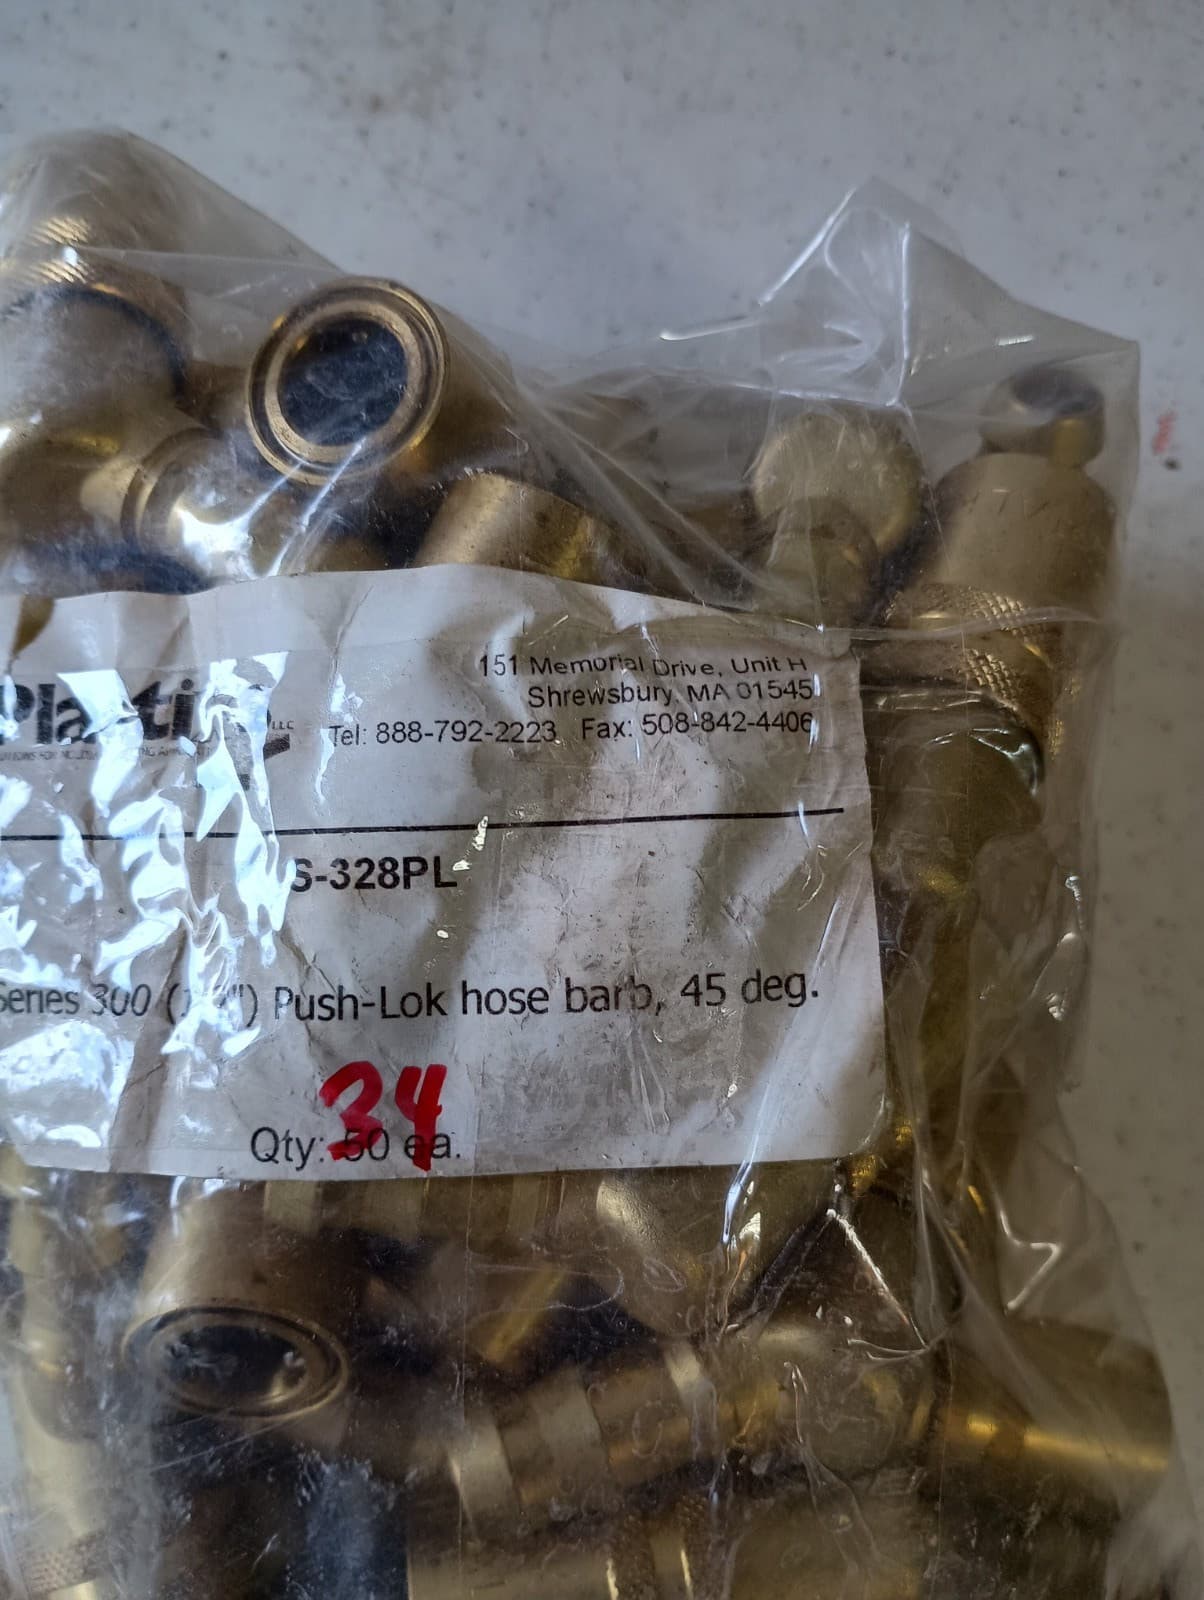 151 Memorial Drive, Unit H
Shrewsbury, MA 01545
LLC
Tel: 888-792-2223 Fax: 508-842-4406
S-328PL
Series 300 Push-Lok hose barb, 45 deg.
34
Qty: 50 ea.